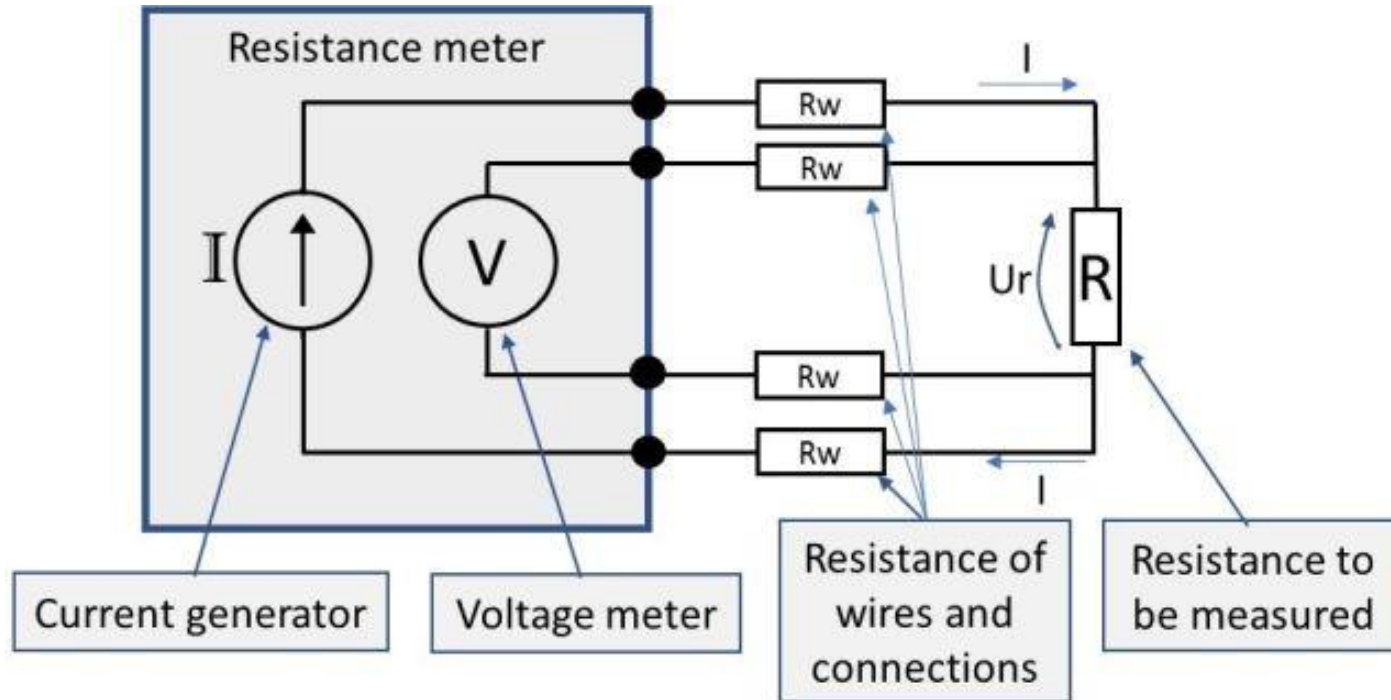 Resistance meter
I
Rw
Rw
𝕀
V
Ur
R
Rw
Rw
I
Current generator
Voltage meter
Resistance of
wires and
connections
Resistance to
be measured